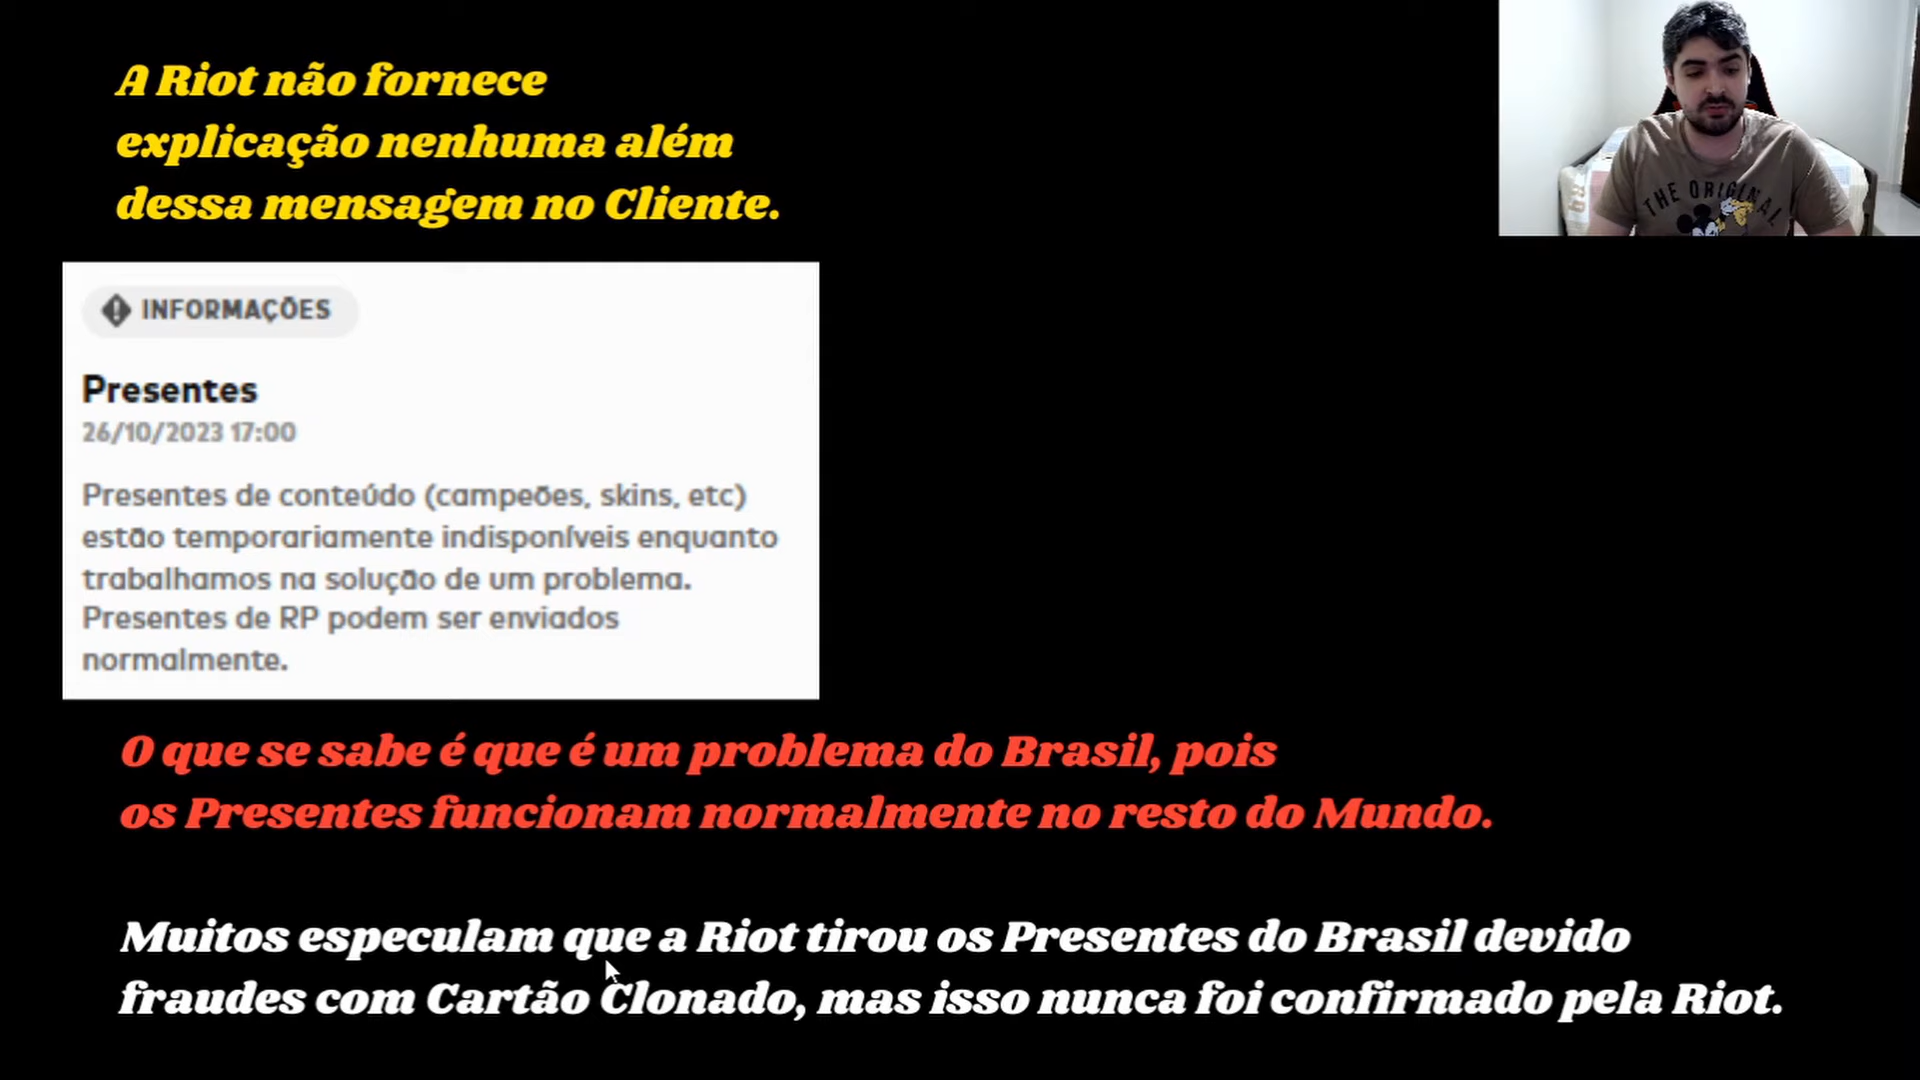 A Riot não fornece
explicação nenhuma além
dessa mensagem no Cliente.
THE ORIGINAL
INFORMAÇÕES
Presentes
26/10/2023 17:00
Presentes de conteúdo (campeões, skins, etc)
estão temporariamente indisponíveis enquanto
trabalhamos na solução de um problema.
Presentes de RP podem ser enviados
normalmente.
O que se sabe é que é um problema do Brasil, pois
os Presentes funcionam normalmente no resto do Mundo.
Muitos especulam que a Riot tirou os Presentes do Brasil devido
fraudes com Cartão Clonado, mas isso nunca foi confirmado pela Riot.